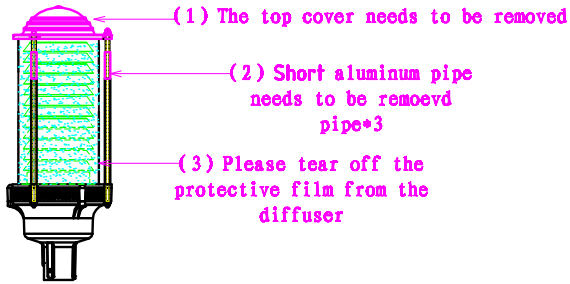 (1) The top cover needs to be removed
(2) Short aluminum pipe
needs to be remoevd
pipe*3
(3) Please tear off the
protective film from the
diffuser